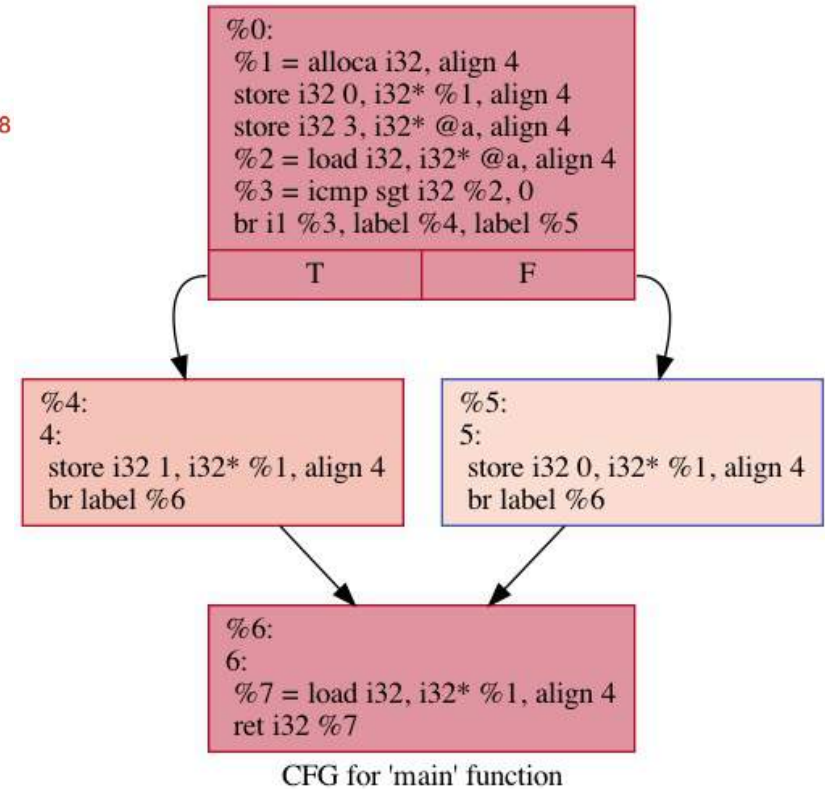 8
%0:
%1 = alloca i32, align 4
store i32 0, i32* %1, align 4
store i32 3, i32* @a, align 4
%2 = load i32, i32* @a, align 4
%3 = icmp sgt i32 %2, 0
br i1 %3, label %4, label %5
T F
%4:
4:
store i32 1, i32* %1, align 4
br label %6
%5:
5:
store i32 0, i32* %1, align 4
br label %6
%6:
6:
%7 = load i32, i32* %1, align 4
ret i32 %7
CFG for 'main' function